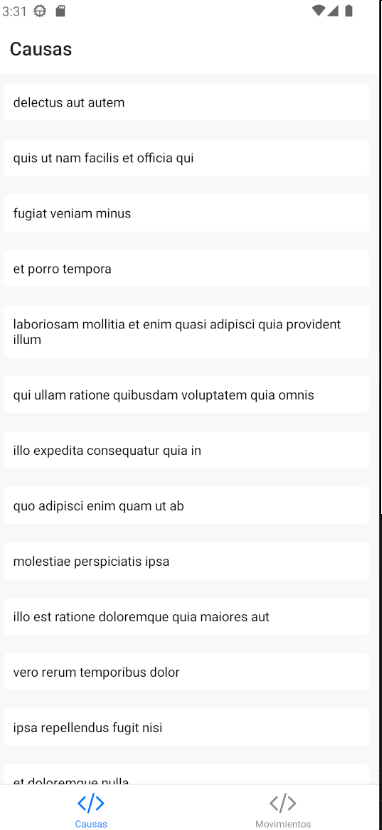 3:31
Causas
delectus aut autem
quis ut nam facilis et officia qui
fugiat veniam minus
et porro tempora
laboriosam mollitia et enim quasi adipisci quia provident
illum
qui ullam ratione quibusdam voluptatem quia omnis
illo expedita consequatur quia in
quo adipisci enim quam ut ab
molestiae perspiciatis ipsa
illo est ratione doloremque quia maiores aut
vero rerum temporibus dolor
ipsa repellendus fugit nisi
et doloremque nulla
Causas
Movimientos